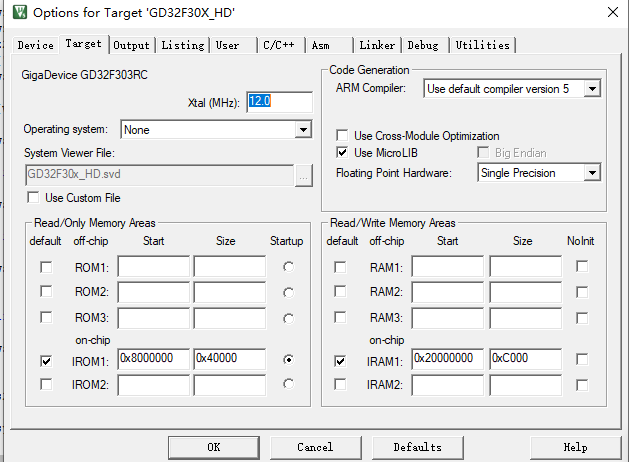 Options for Target 'GD32F30X_HD'
Device Target Output Listing User C/C++ Asm Linker Debug Utilities
GigaDevice GD32F303RC
Xtal (MHz): 12.0
Operating system: None
System Viewer File:
GD32F30x_HD.svd ...
Use Custom File
Code Generation
ARM Compiler: Use default compiler version 5
Use Cross-Module Optimization
Use MicroLIB Big Endian
Floating Point Hardware: Single Precision
Read/Only Memory Areas
default off-chip Start Size Startup
ROM1:
ROM2:
ROM3:
on-chip
IROM1: 0x8000000 0x40000
IROM2:
Read/Write Memory Areas
default off-chip Start Size NoInit
RAM1:
RAM2:
RAM3:
on-chip
IRAM1: 0x20000000 0xC000
IRAM2:
OK Cancel Defaults Help